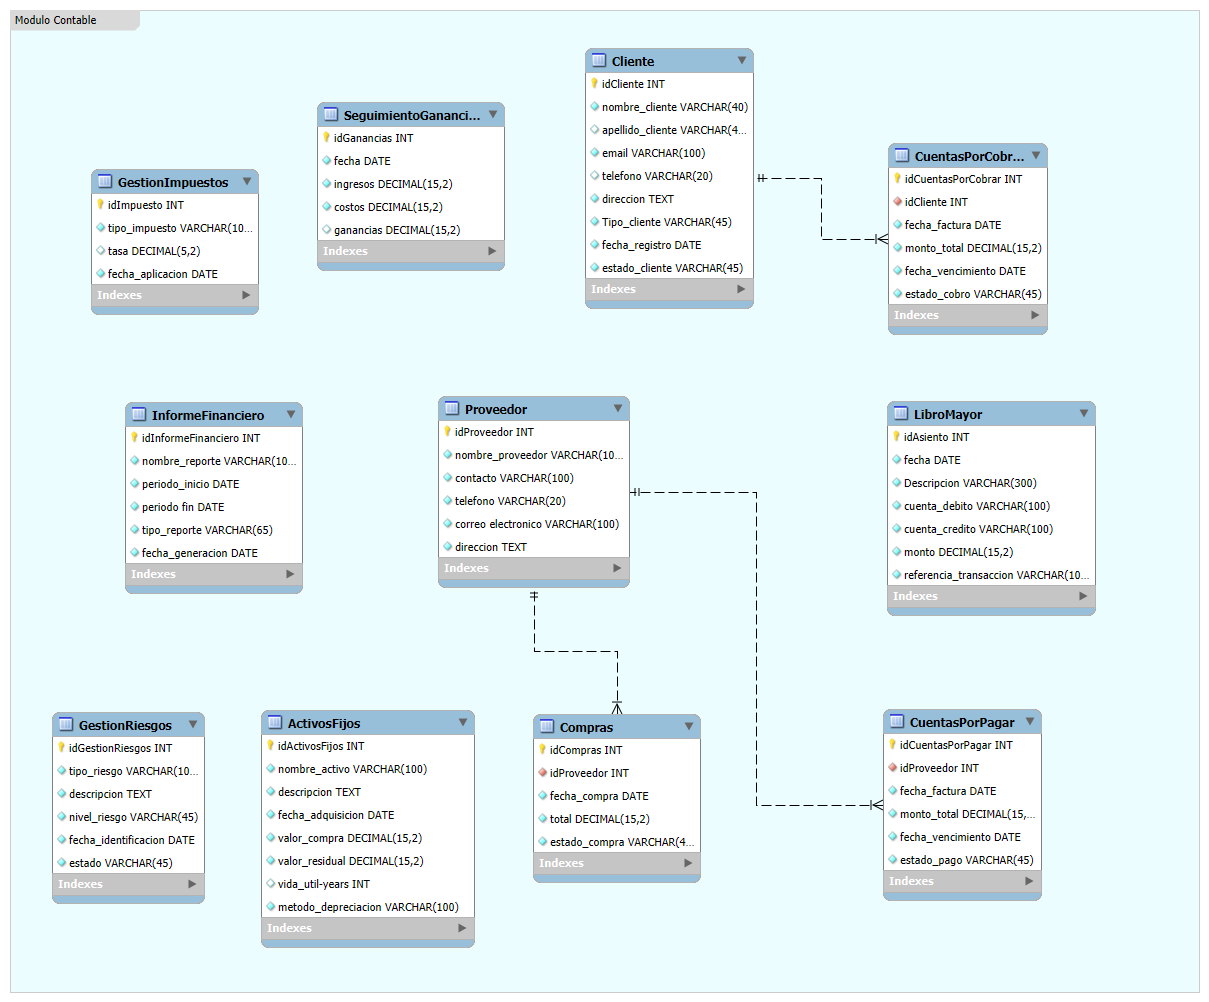 Modulo Contable
Cliente
idCliente INT
nombre_cliente VARCHAR(40)
apellido_cliente VARCHAR(4...
email VARCHAR(100)
telefono VARCHAR(20)
direccion TEXT
Tipo_cliente VARCHAR(45)
fecha_registro DATE
estado_cliente VARCHAR(45)
Indexes
SeguimientoGananci...
idGanancias INT
fecha DATE
ingresos DECIMAL(15,2)
costos DECIMAL(15,2)
ganancias DECIMAL(15,2)
Indexes
CuentasPorCobr...
idCuentasPorCobrar INT
idCliente INT
fecha_factura DATE
monto_total DECIMAL(15,2)
fecha_vencimiento DATE
estado_cobro VARCHAR(45)
Indexes
GestionImpuestos
idImpuesto INT
tipo_impuesto VARCHAR(10...
tasa DECIMAL(5,2)
fecha_aplicacion DATE
Indexes
InformeFinanciero
idInformeFinanciero INT
nombre_reporte VARCHAR(10...
periodo_inicio DATE
periodo fin DATE
tipo_reporte VARCHAR(65)
fecha_generacion DATE
Indexes
Proveedor
idProveedor INT
nombre_proveedor VARCHAR(10...
contacto VARCHAR(100)
telefono VARCHAR(20)
correo electronico VARCHAR(100)
direccion TEXT
Indexes
LibroMayor
idAsiento INT
fecha DATE
Descripcion VARCHAR(300)
cuenta_debito VARCHAR(100)
cuenta_credito VARCHAR(100)
monto DECIMAL(15,2)
referencia_transaccion VARCHAR(10...
Indexes
GestionRiesgos
idGestionRiesgos INT
tipo_riesgo VARCHAR(10...
descripcion TEXT
nivel_riesgo VARCHAR(45)
fecha_identificacion DATE
estado VARCHAR(45)
Indexes
ActivosFijos
idActivosFijos INT
nombre_activo VARCHAR(100)
descripcion TEXT
fecha_adquisicion DATE
valor_compra DECIMAL(15,2)
valor_residual DECIMAL(15,2)
vida_util-years INT
metodo_depreciacion VARCHAR(100)
Indexes
Compras
idCompras INT
idProveedor INT
fecha_compra DATE
total DECIMAL(15,2)
estado_compra VARCHAR(4...
Indexes
CuentasPorPagar
idCuentasPorPagar INT
idProveedor INT
fecha_factura DATE
monto_total DECIMAL(15,...
fecha_vencimiento DATE
estado_pago VARCHAR(45)
Indexes